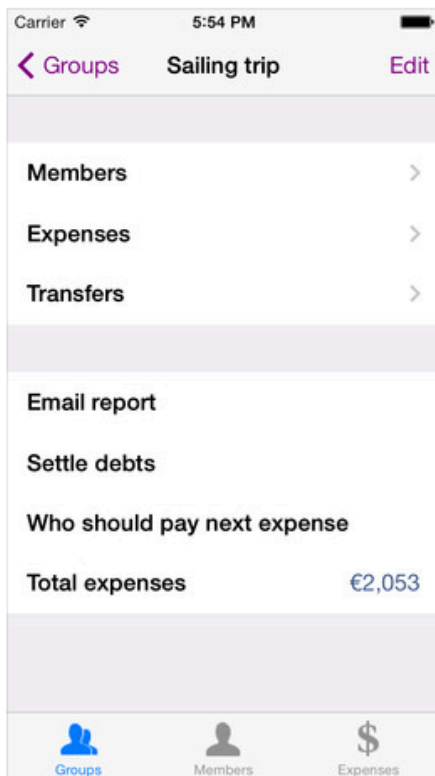 Carrier 5:54 PM
Groups Sailing trip Edit
Members
Expenses
Transfers
Email report
Settle debts
Who should pay next expense
Total expenses €2,053
$
Groups Members Expenses